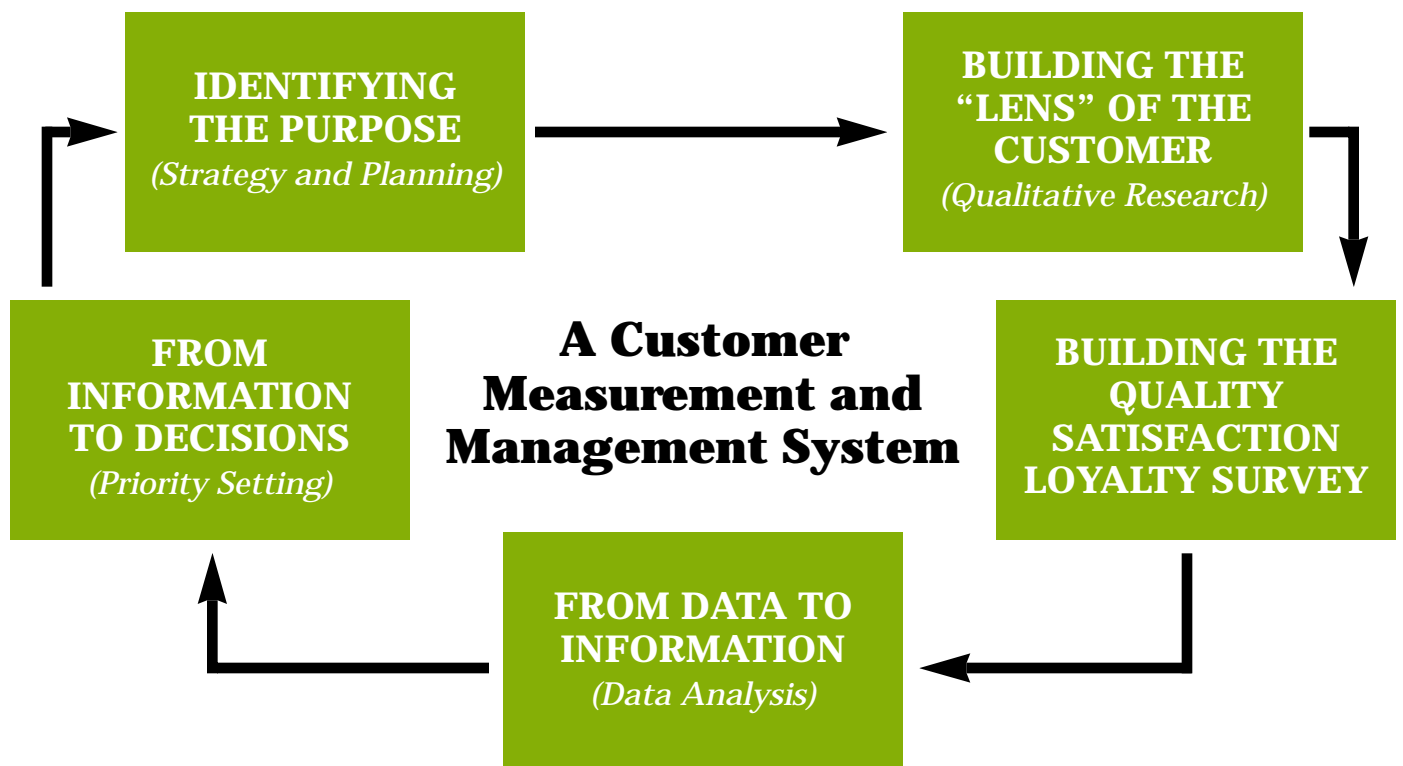 IDENTIFYING
THE PURPOSE
(Strategy and Planning)
BUILDING THE
“LENS” OF THE
CUSTOMER
(Qualitative Research)
BUILDING THE
QUALITY
SATISFACTION
LOYALTY SURVEY
FROM DATA TO
INFORMATION
(Data Analysis)
FROM
INFORMATION
TO DECISIONS
(Priority Setting)
A Customer
Measurement and
Management System